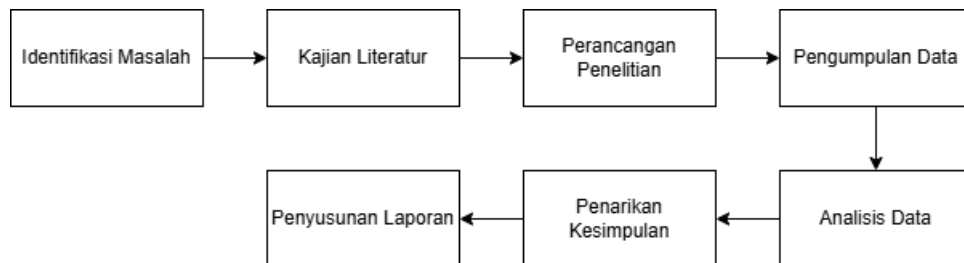 Identifikasi Masalah
Kajian Literatur
Perancangan
Penelitian
Pengumpulan Data
Analisis Data
Penarikan
Kesimpulan
Penyusunan Laporan